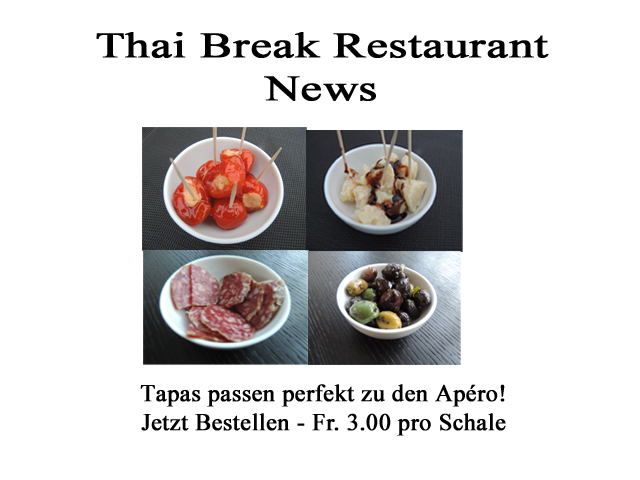 Thai Break Restaurant
News
Tapas passen perfekt zu den Apéro!
Jetzt Bestellen - Fr. 3.00 pro Schale